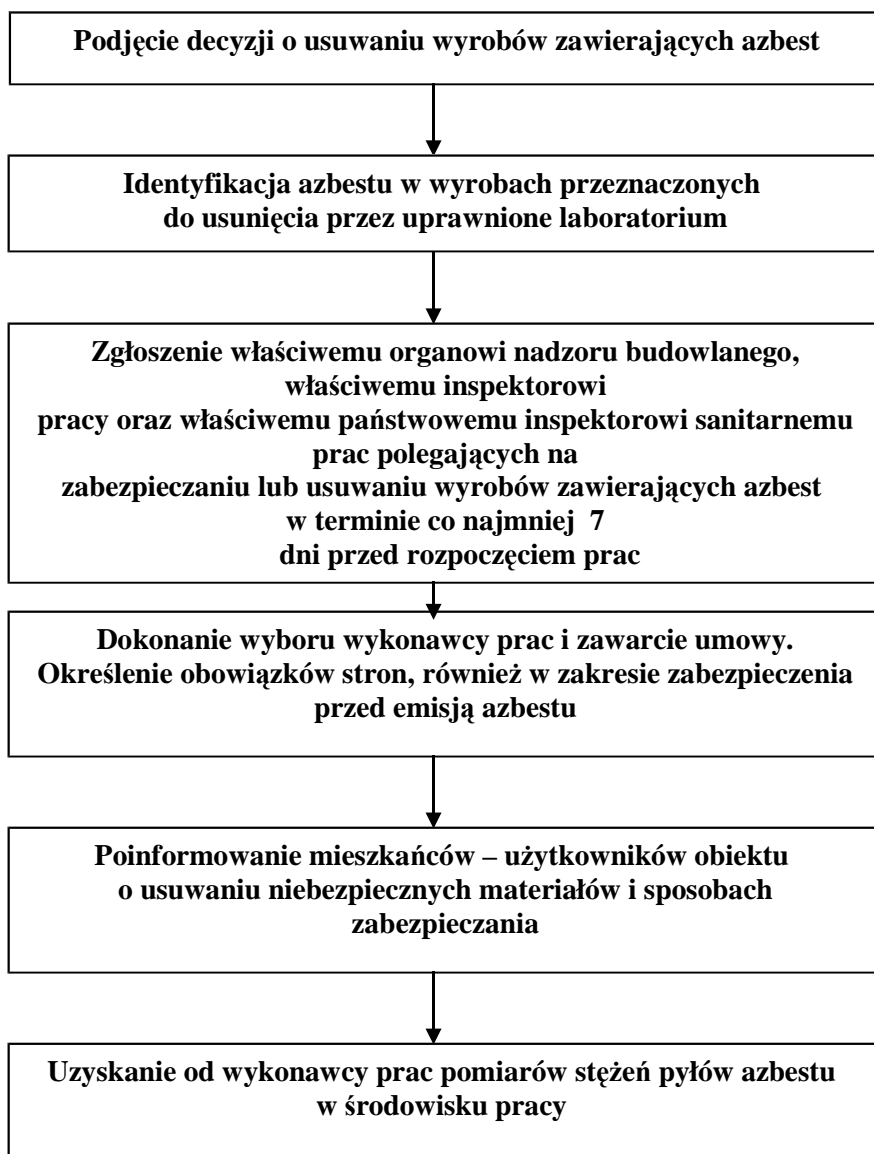 Podjęcie decyzji o usuwaniu wyrobów zawierających azbest
Identyfikacja azbestu w wyrobach przeznaczonych
do usunięcia przez uprawnione laboratorium
Zgłoszenie właściwemu organowi nadzoru budowlanego,
właściwemu inspektorowi
pracy oraz właściwemu państwowemu inspektorowi sanitarnemu
prac polegających na
zabezpieczaniu lub usuwaniu wyrobów zawierających azbest
w terminie co najmniej 7
dni przed rozpoczęciem prac
Dokonanie wyboru wykonawcy prac i zawarcie umowy.
Określenie obowiązków stron, również w zakresie zabezpieczenia
przed emisją azbestu
Poinformowanie mieszkańców – użytkowników obiektu
o usuwaniu niebezpiecznych materiałów i sposobach
zabezpieczania
Uzyskanie od wykonawcy prac pomiarów stężeń pyłów azbestu
w środowisku pracy